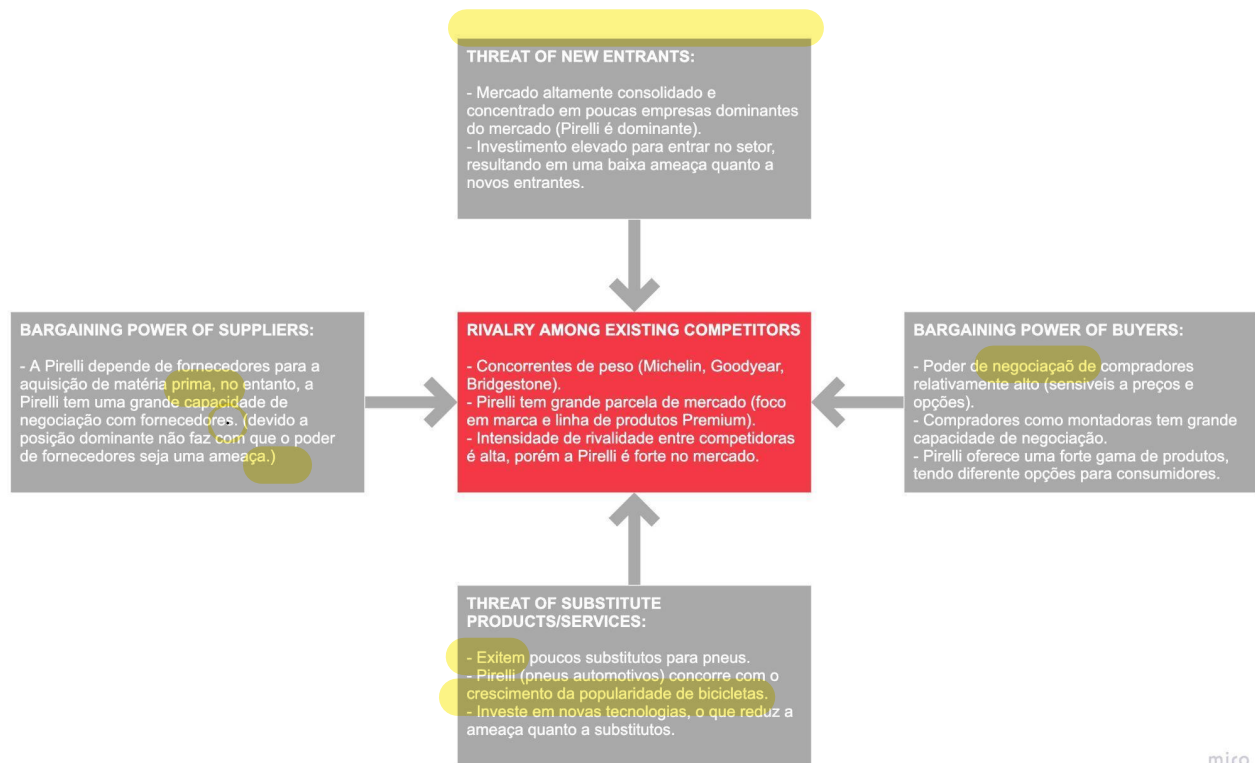 THREAT OF NEW ENTRANTS:
- Mercado altamente consolidado e
concentrado em poucas empresas dominantes
do mercado (Pirelli é dominante).
- Investimento elevado para entrar no setor,
resultando em uma baixa ameaça quanto a
novos entrantes.
BARGAINING POWER OF SUPPLIERS:
- A Pirelli depende de fornecedores para a
aquisição de matéria prima, no entanto, a
Pirelli tem uma grande capacidade de
negociação com fornecedores. (devido a
posição dominante não faz com que o poder
de fornecedores seja uma ameaça.)
RIVALRY AMONG EXISTING COMPETITORS
- Concorrentes de peso (Michelin, Goodyear,
Bridgestone).
- Pirelli tem grande parcela de mercado (foco
em marca e linha de produtos Premium).
- Intensidade de rivalidade entre competidoras
é alta, porém a Pirelli é forte no mercado.
BARGAINING POWER OF BUYERS:
- Poder de negociaçaõ de compradores
relativamente alto (sensiveis a preços e
opções).
- Compradores como montadoras tem grande
capacidade de negociação.
- Pirelli oferece uma forte gama de produtos,
tendo diferente opções para consumidores.
THREAT OF SUBSTITUTE
PRODUCTS/SERVICES:
- Exitem poucos substitutos para pneus.
- Pirelli (pneus automotivos) concorre com o
crescimento da popularidade de bicicletas.
- Investe em novas tecnologias, o que reduz a
ameaça quanto a substitutos.
miro